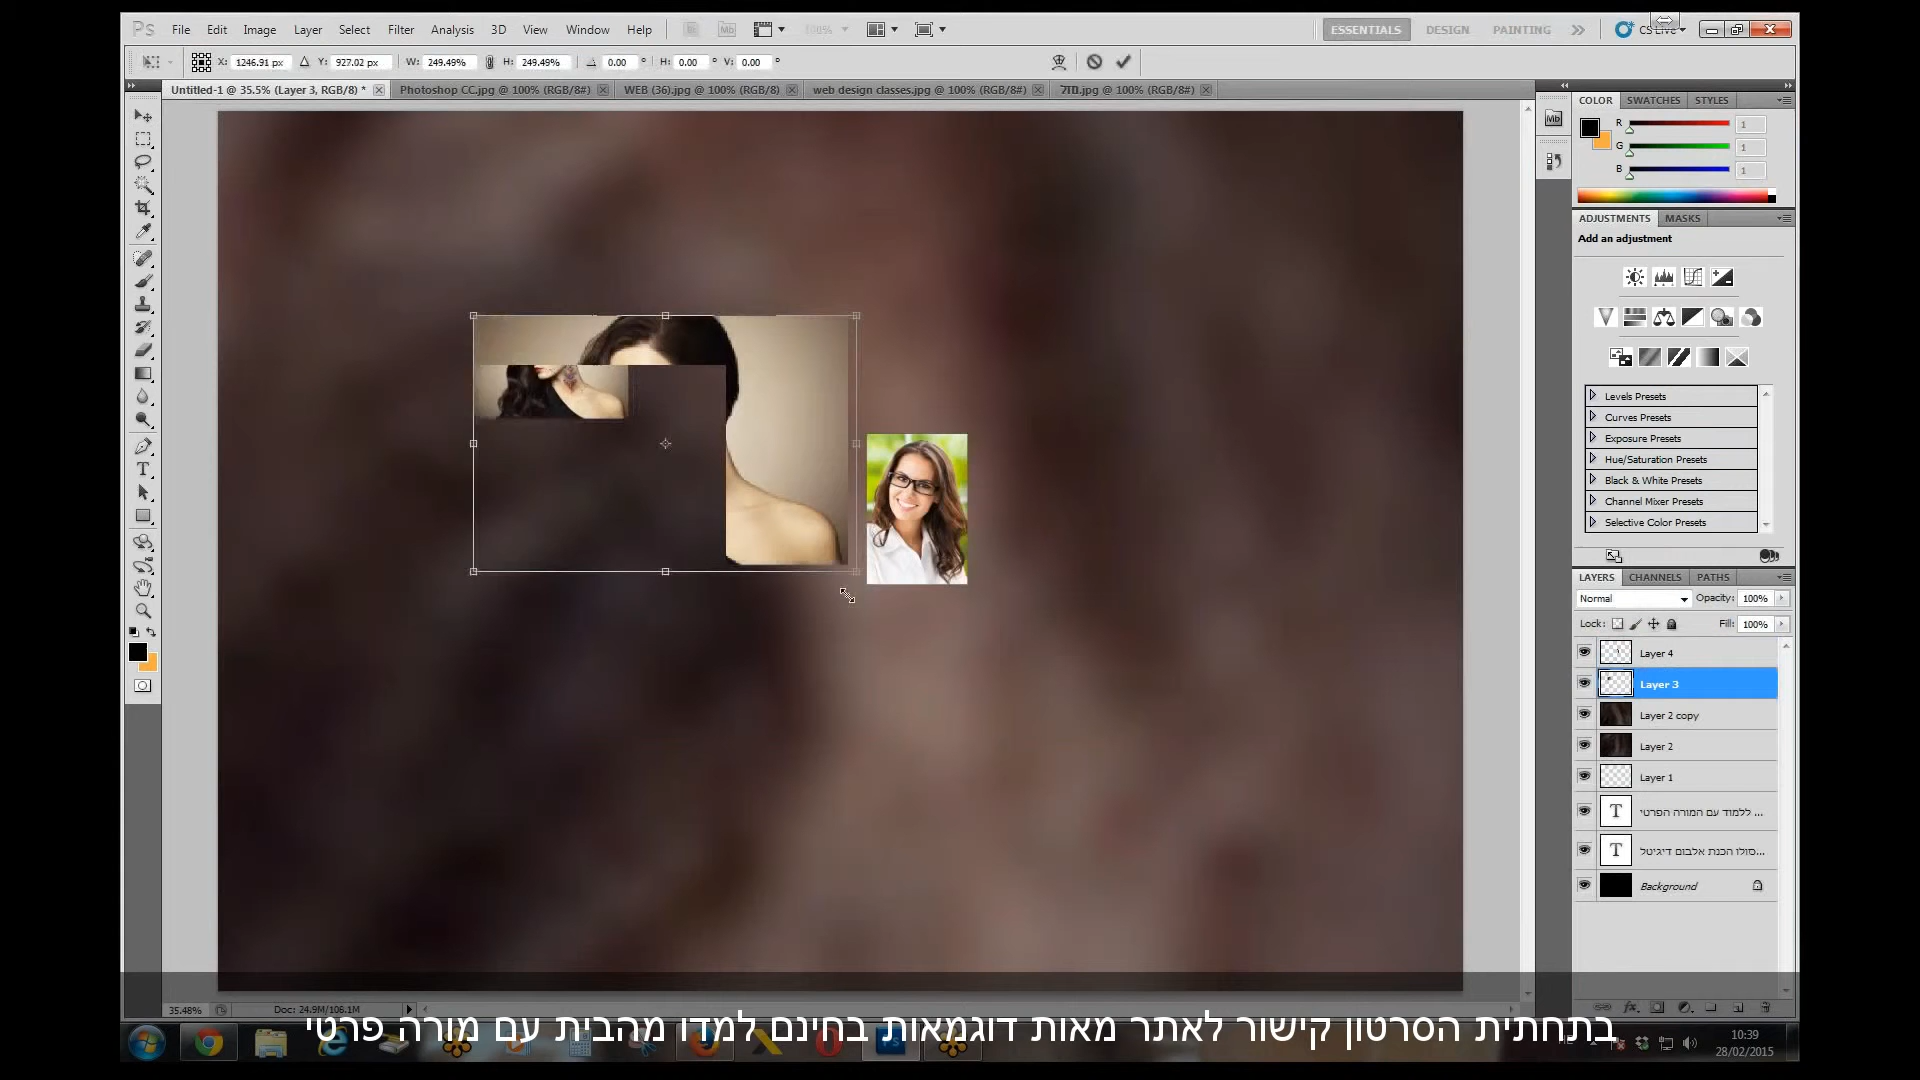 Ps File Edit Image Layer Select Filter Analysis 3D View Window Help Br Mb 100% ESSENTIALS DESIGN PAINTING CS Live
X: 1246.91 px Y: 927.02 px W: 249.49% H: 249.49% 0.00 ° H: 0.00 ° V: 0.00 °
Untitled-1 @ 35.5% (Layer 3, RGB/8) * Photoshop CC.jpg @ 100% (RGB/8#) WEB (36).jpg @ 100% (RGB/8) web design classes.jpg @ 100% (RGB/8#) מזל.jpg @ 100% (RGB/8#)
COLOR SWATCHES STYLES
Mb
R 1
G 1
B 1
ADJUSTMENTS MASKS
Add an adjustment
Levels Presets
Curves Presets
Exposure Presets
Hue/Saturation Presets
Black & White Presets
Channel Mixer Presets
Selective Color Presets
LAYERS CHANNELS PATHS
Normal Opacity: 100%
Lock: Fill: 100%
Layer 4
Layer 3
Layer 2 copy
Layer 2
Layer 1
T ללמוד עם המורה הפרטי ...
T סולו הכנת אלבום דיגיטל...
Background
35.48% Doc: 24.9M/106.1M
בתחתית הסרטון קישור לאתר מאות דוגמאות בחינם למדו מהבית עם מורה פרטי
10:39
28/02/2015